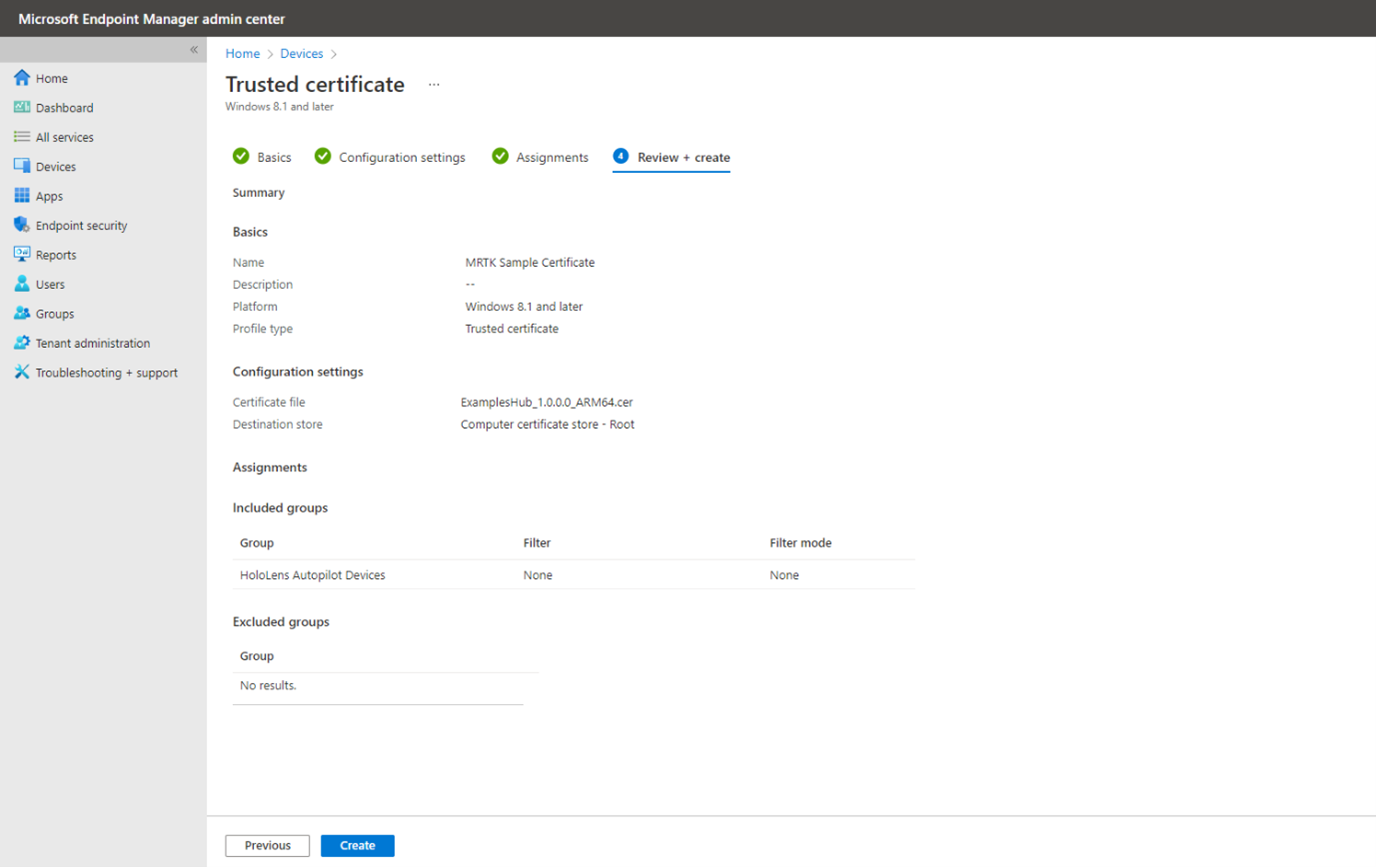 Microsoft Endpoint Manager admin center
«
Home
Dashboard
All services
Devices
Apps
Endpoint security
Reports
Users
Groups
Tenant administration
Troubleshooting + support
Home > Devices >
Trusted certificate ...
Windows 8.1 and later
Basics Configuration settings Assignments 4 Review + create
Summary
Basics
Name MRTK Sample Certificate
Description --
Platform Windows 8.1 and later
Profile type Trusted certificate
Configuration settings
Certificate file ExamplesHub_1.0.0.0_ARM64.cer
Destination store Computer certificate store - Root
Assignments
Included groups
Group Filter Filter mode
HoloLens Autopilot Devices None None
Excluded groups
Group
No results.
Previous Create